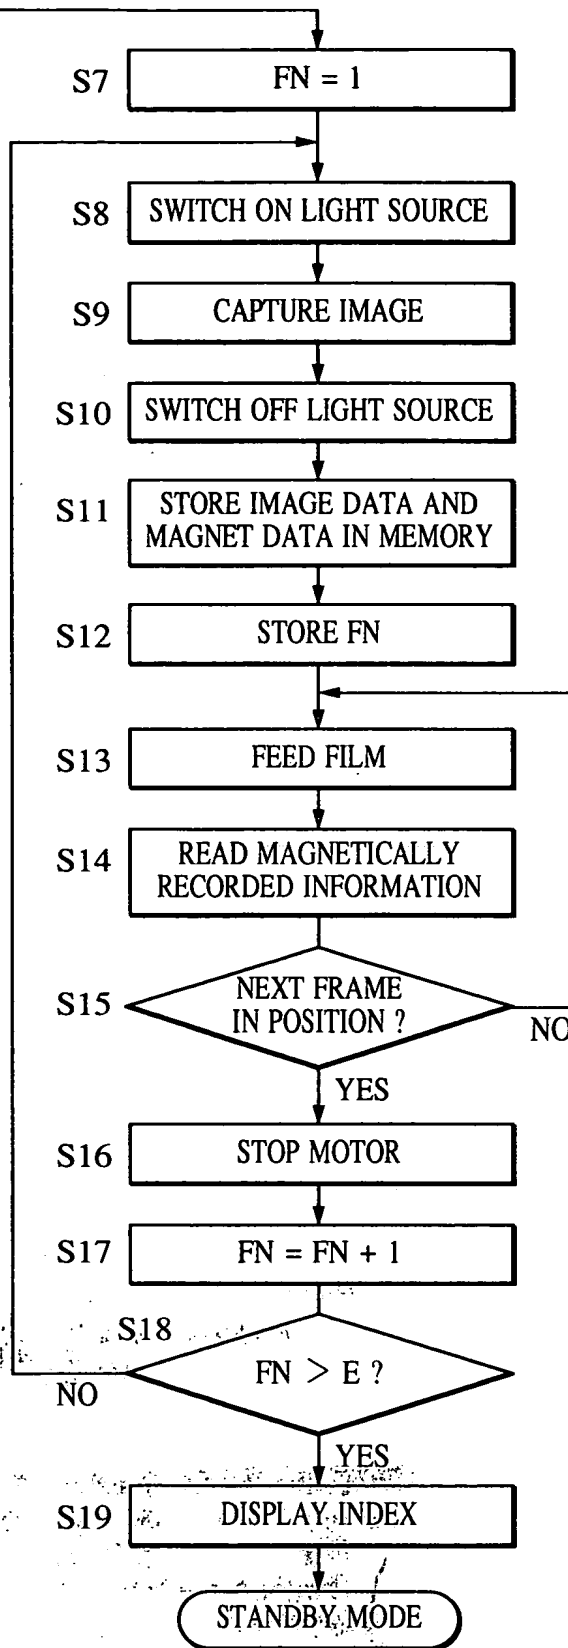 S7
FN = 1
S8
SWITCH ON LIGHT SOURCE
S9
CAPTURE IMAGE
S10
SWITCH OFF LIGHT SOURCE
S11
STORE IMAGE DATA AND
MAGNET DATA IN MEMORY
S12
STORE FN
S13
FEED FILM
S14
READ MAGNETICALLY
RECORDED INFORMATION
S15
NEXT FRAME
IN POSITION ?
NO
YES
S16
STOP MOTOR
S17
FN = FN + 1
S18
FN > E ?
NO
YES
S19
DISPLAY INDEX
STANDBY MODE